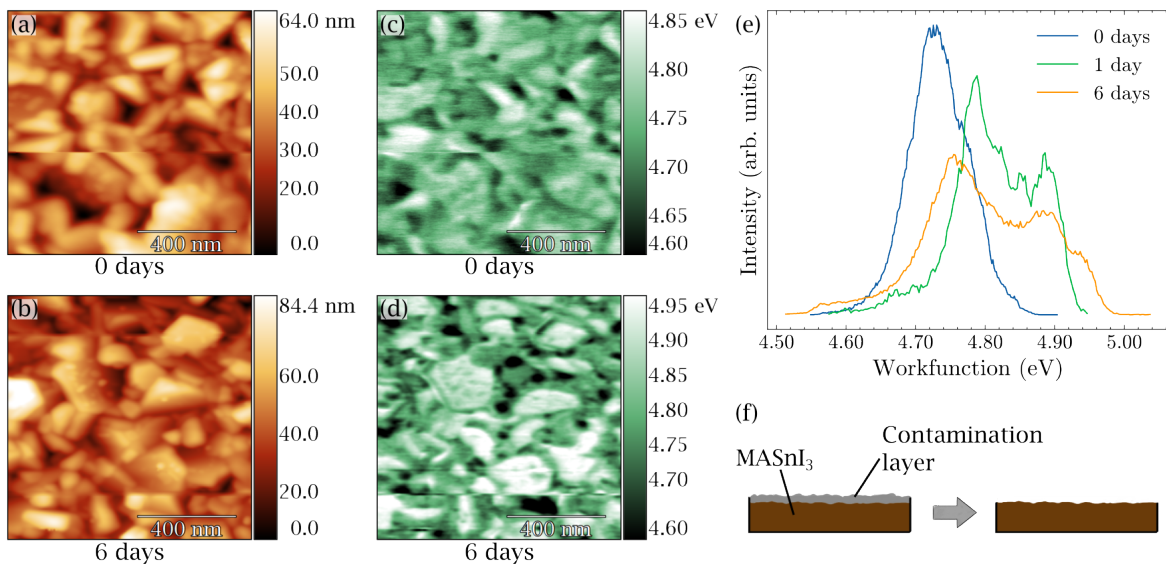 (a)
64.0 nm
50.0
40.0
30.0
20.0
0.0
400 nm
0 days
(b)
84.4 nm
60.0
40.0
20.0
0.0
400 nm
6 days
(c)
4.85 eV
4.80
4.75
4.70
4.65
4.60
400 nm
0 days
(d)
4.95 eV
4.90
4.85
4.80
4.75
4.70
4.60
400 nm
6 days
(e)
0 days
1 day
6 days
Intensity (arb. units)
4.50 4.60 4.70 4.80 4.90 5.00
Workfunction (eV)
(f)
Contamination
layer
MASnI₃